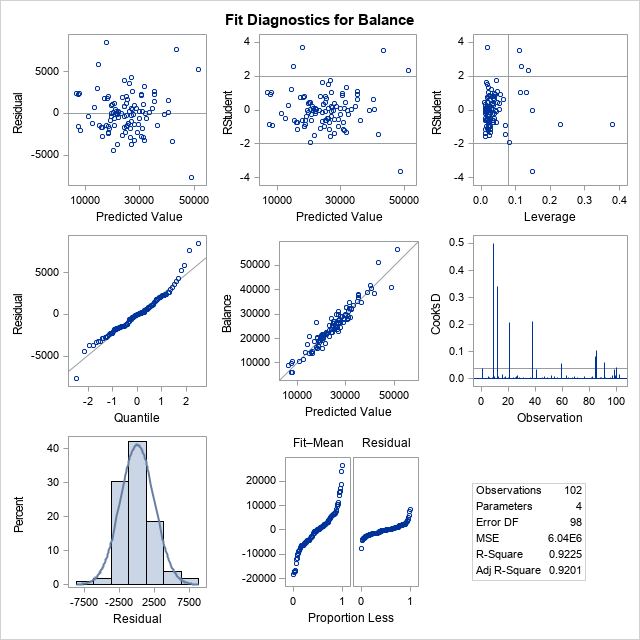 Fit Diagnostics for Balance
5000
0
-5000
Residual
10000 30000 50000
Predicted Value
4
2
0
-2
-4
RStudent
10000 30000 50000
Predicted Value
4
2
0
-2
-4
RStudent
0.0 0.1 0.2 0.3 0.4
Leverage
5000
0
-5000
Residual
-2 -1 0 1 2
Quantile
50000
40000
30000
20000
10000
Balance
10000 30000 50000
Predicted Value
0.5
0.4
0.3
0.2
0.1
0.0
Cook's D
0 20 40 60 80 100
Observation
40
30
20
10
0
Percent
-7500 -2500 2500 7500
Residual
Fit–Mean Residual
20000
10000
0
-10000
-20000
0 1 0 1
Proportion Less
Observations 102
Parameters 4
Error DF 98
MSE 6.04E6
R-Square 0.9225
Adj R-Square 0.9201